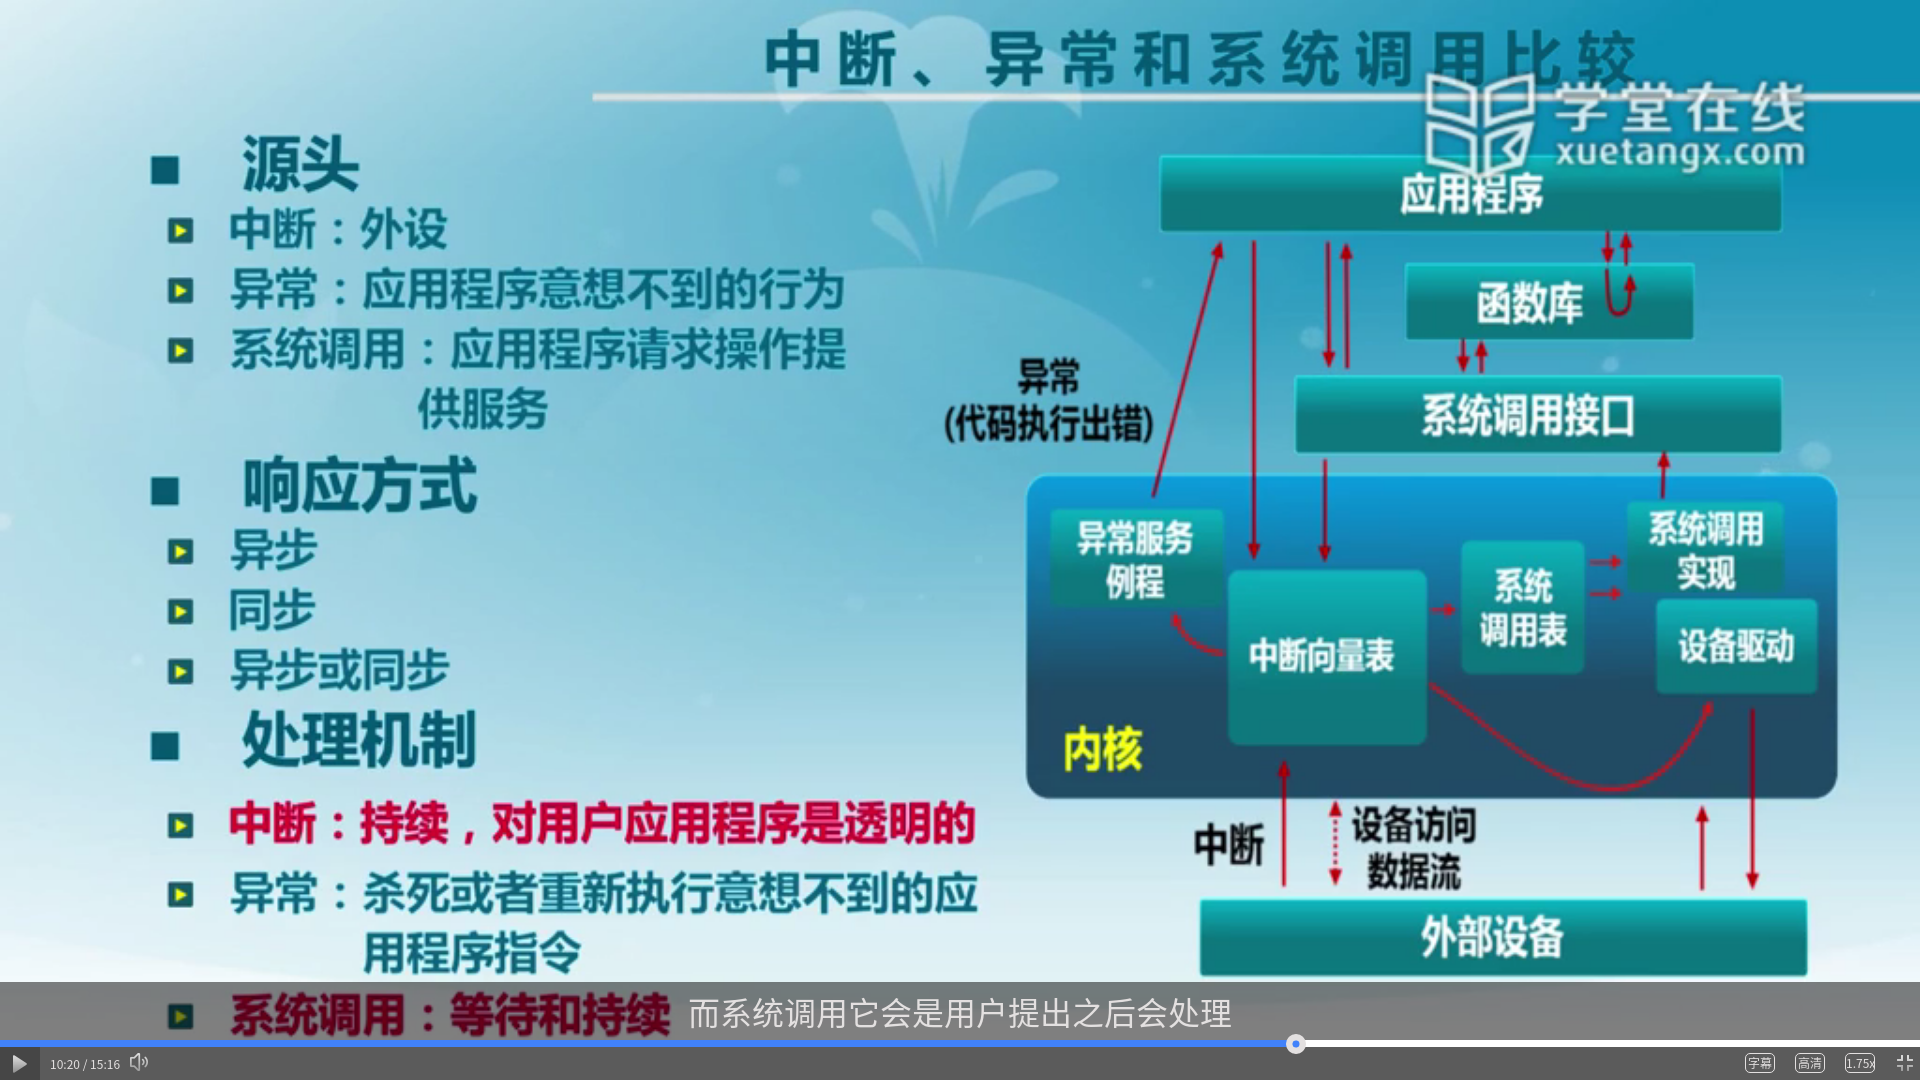 中断、异常和系统调用比较
学堂在线
xuetangx.com
源头
中断：外设
异常：应用程序意想不到的行为
系统调用：应用程序请求操作提
供服务
响应方式
异步
同步
异步或同步
处理机制
中断：持续，对用户应用程序是透明的
异常：杀死或者重新执行意想不到的应
用程序指令
系统调用：等待和持续
应用程序
函数库
异常
(代码执行出错)
系统调用接口
异常服务
例程
中断向量表
系统
调用表
系统调用
实现
设备驱动
内核
中断
设备访问
数据流
外部设备
而系统调用它会是用户提出之后会处理
10:20 / 15:16
字幕
高清
1.75x